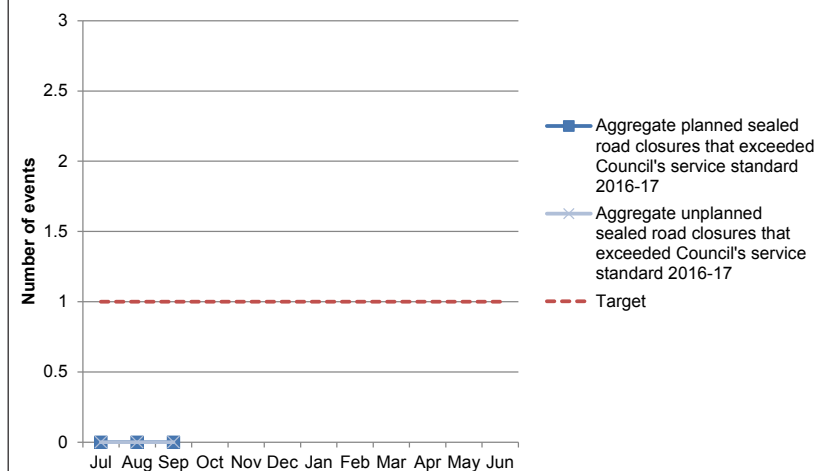 3
2.5
2
1.5
1
0.5
0
Number of events
Jul Aug Sep Oct Nov Dec Jan Feb Mar Apr May Jun
Aggregate planned sealed
road closures that exceeded
Council's service standard
2016-17
Aggregate unplanned
sealed road closures that
exceeded Council's service
standard 2016-17
Target